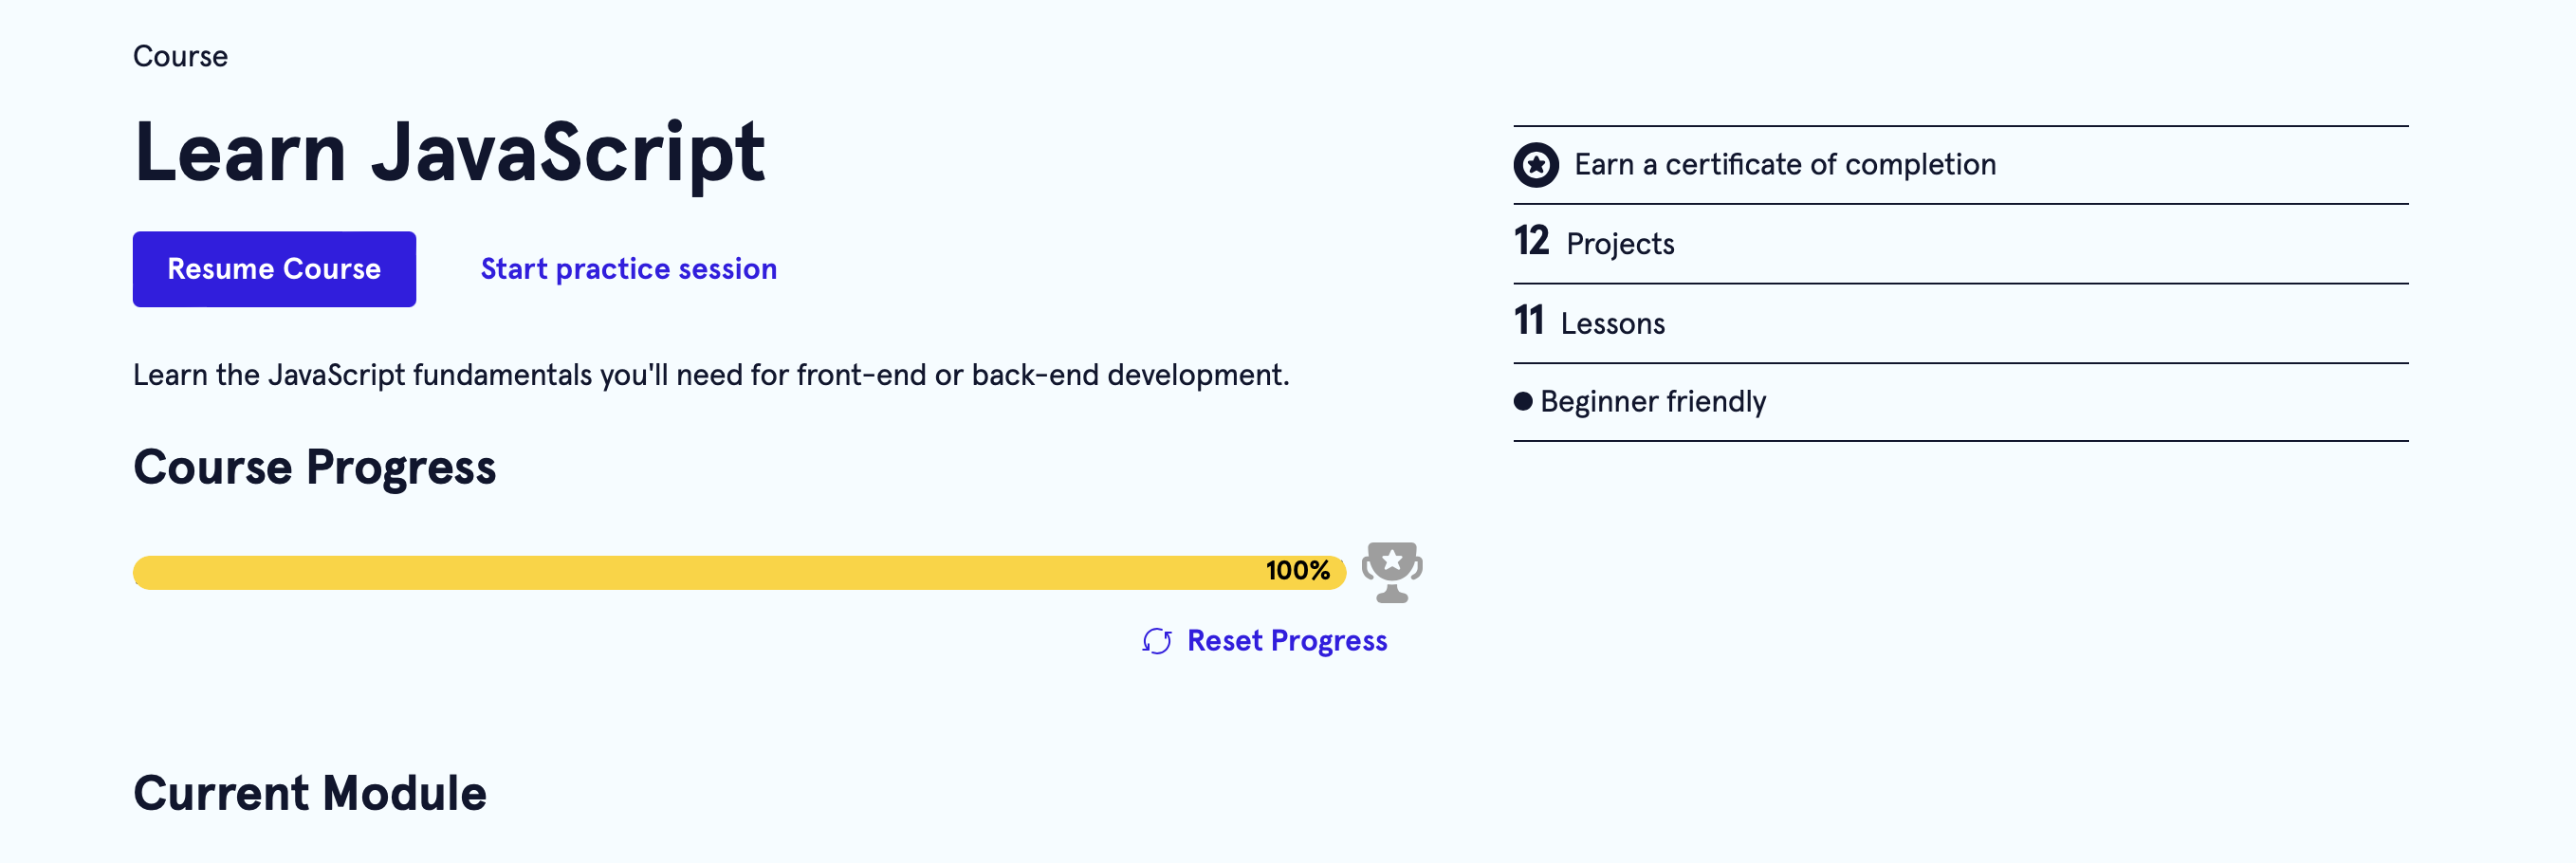 Course
Learn JavaScript
Resume Course
Start practice session
Learn the JavaScript fundamentals you'll need for front-end or back-end development.
Course Progress
100%
Reset Progress
Current Module
Earn a certificate of completion
12 Projects
11 Lessons
Beginner friendly